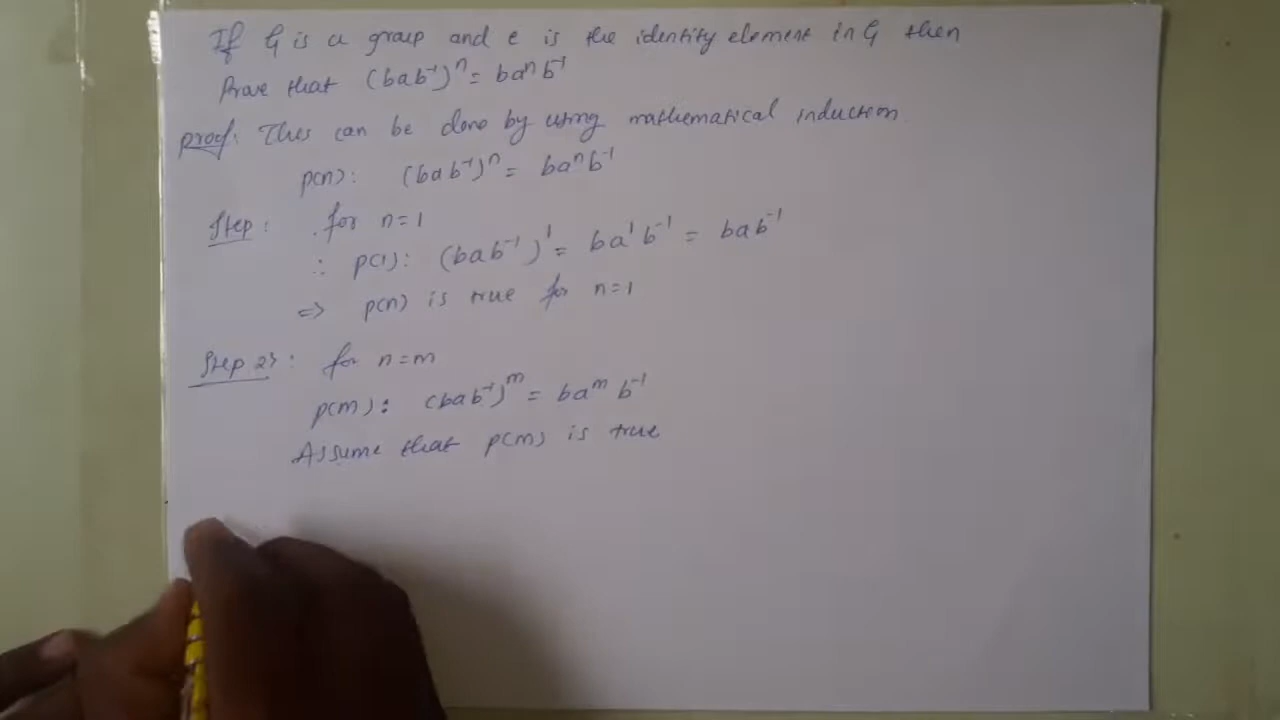 If G is a group and e is the identity element in G then
Prove that (bab⁻¹)ⁿ = baⁿb⁻¹
proof: This can be done by using mathematical induction
p(n): (bab⁻¹)ⁿ = baⁿb⁻¹
Step : for n=1
∴ p(1): (bab⁻¹)¹ = ba¹b⁻¹ = bab⁻¹
=> p(n) is true for n=1
Step 2: for n=m
p(m): (bab⁻¹)ᵐ = baᵐ b⁻¹
Assume that p(m) is true